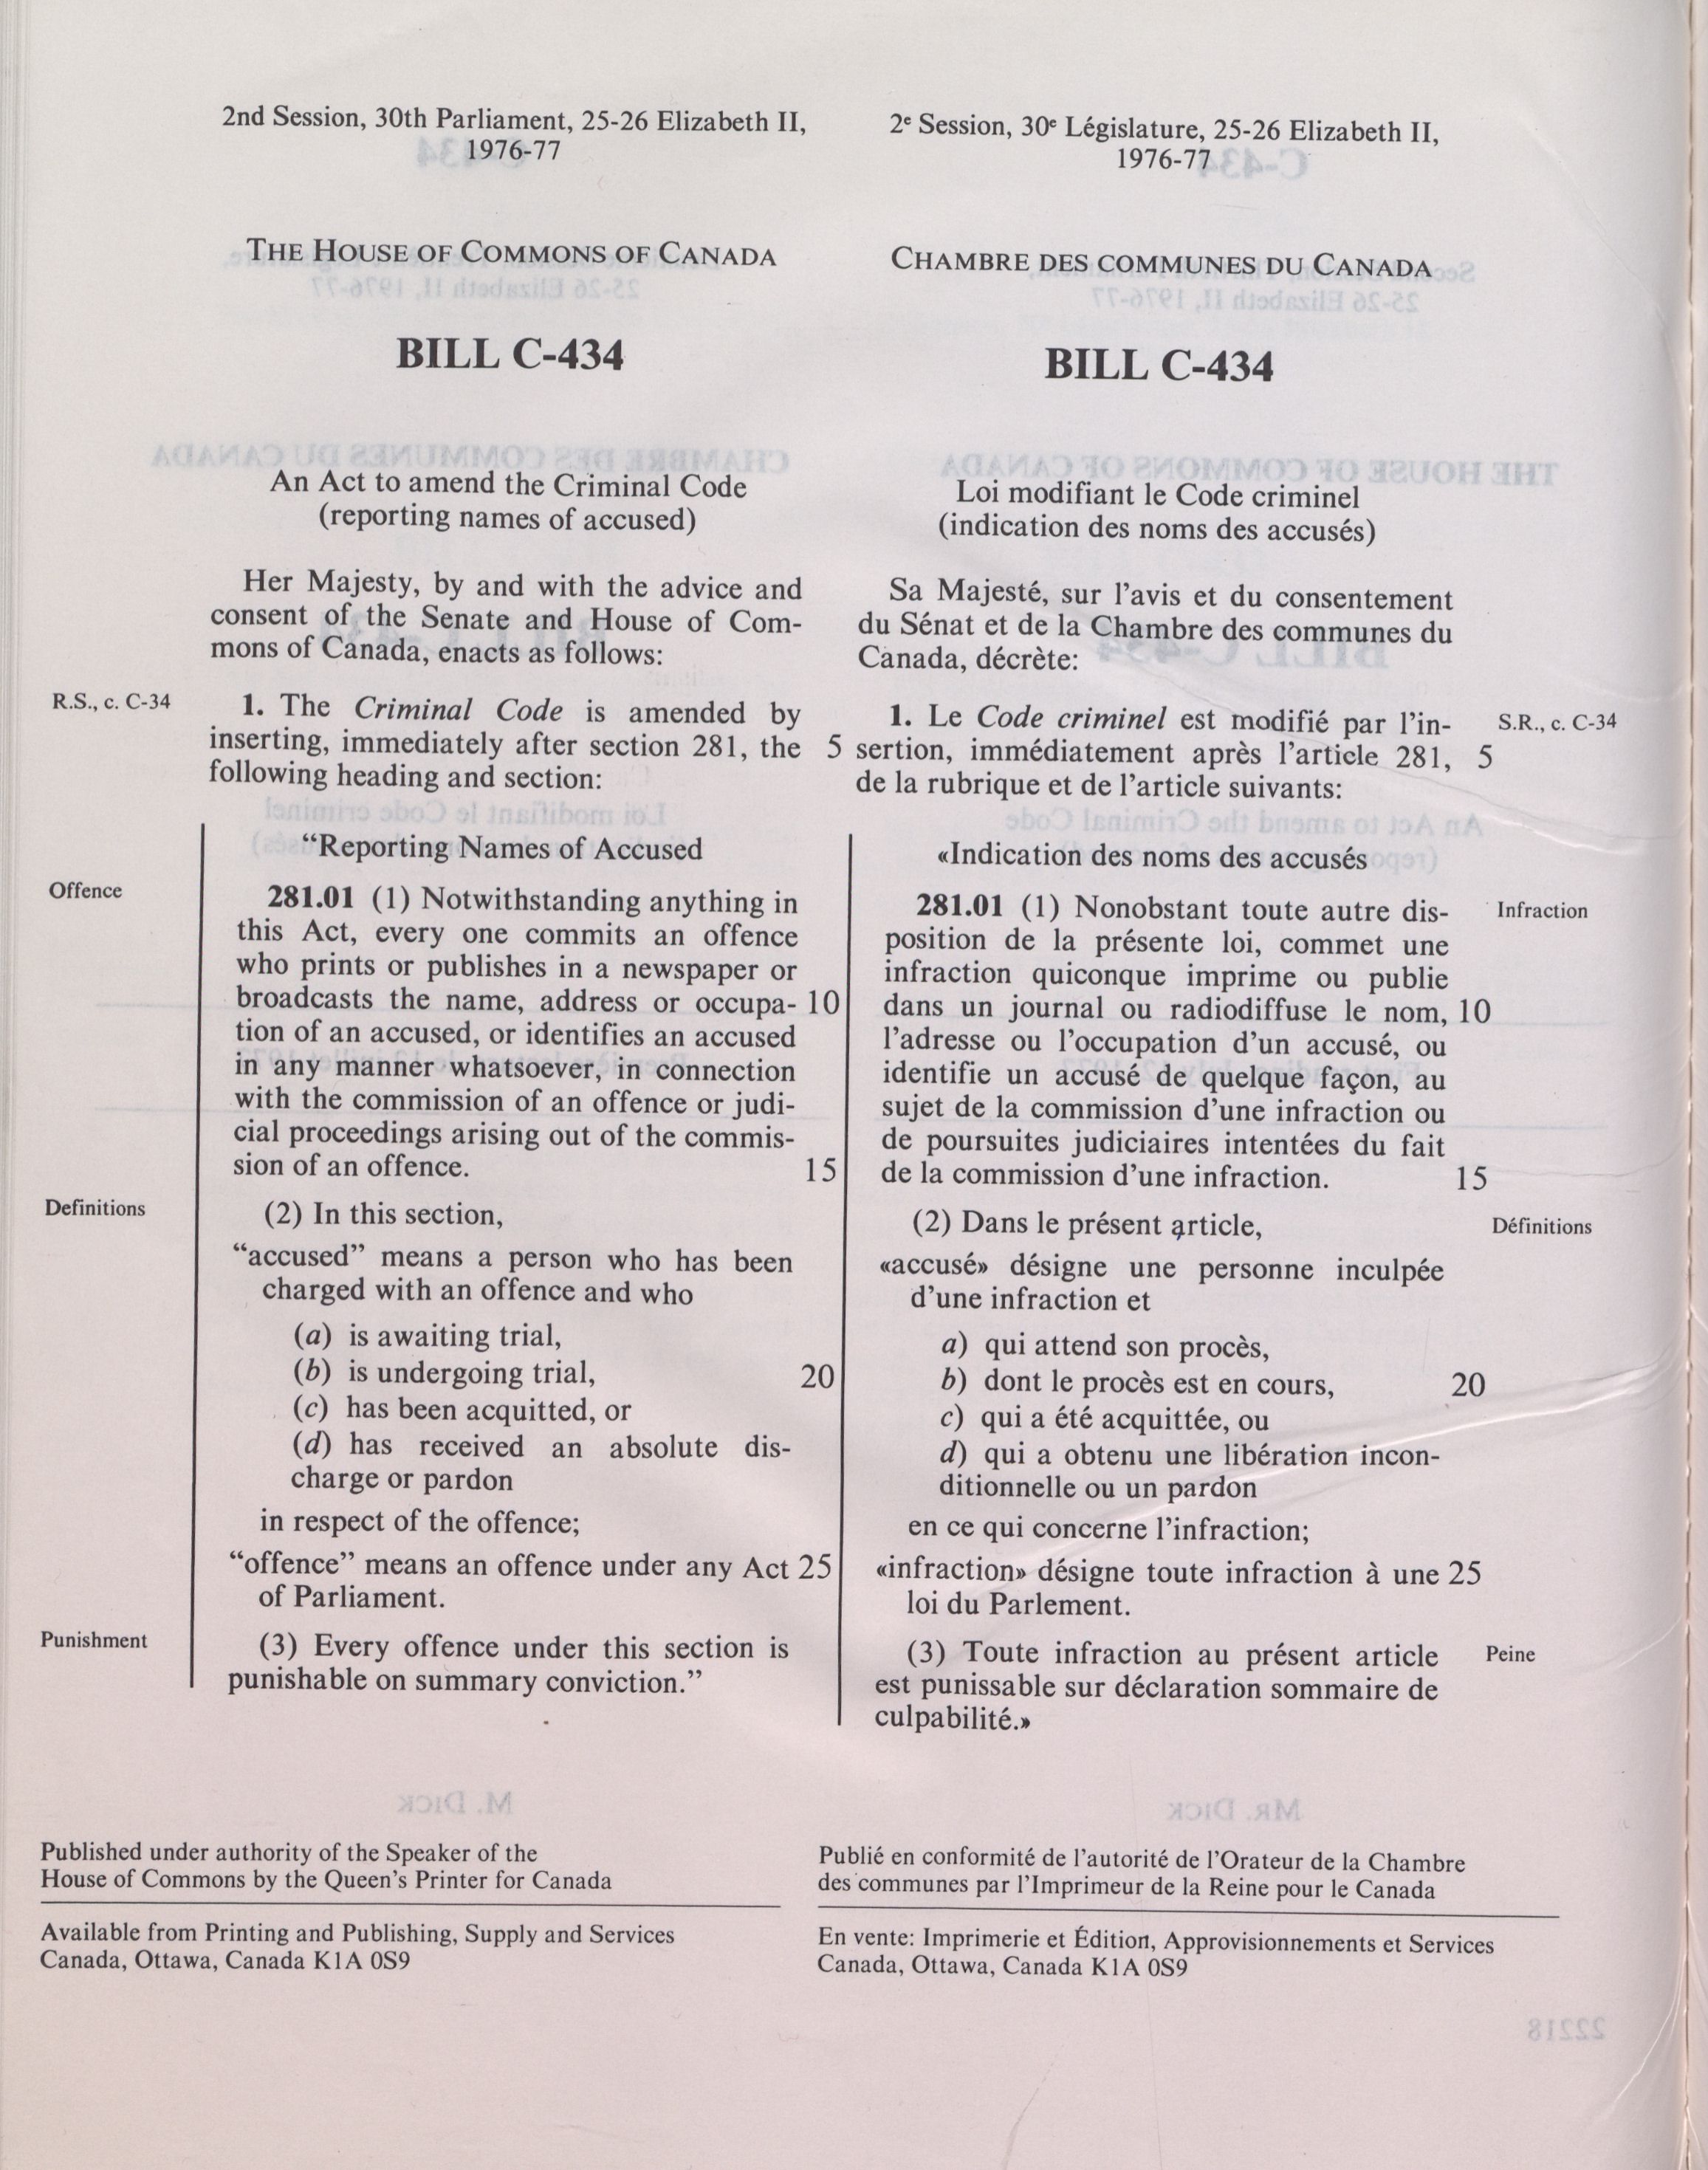 2nd Session, 30th Parliament, 25-26 Elizabeth II,
1976-77
THE HOUSE OF COMMONS OF CANADA
BILL C-434
An Act to amend the Criminal Code
(reporting names of accused)
Her Majesty, by and with the advice and
consent of the Senate and House of Com-
mons of Canada, enacts as follows:
R.S., c. C-34
1. The Criminal Code is amended by
inserting, immediately after section 281, the 5
following heading and section:
“Reporting Names of Accused
Offence
281.01 (1) Notwithstanding anything in
this Act, every one commits an offence
who prints or publishes in a newspaper or
broadcasts the name, address or occupa- 10
tion of an accused, or identifies an accused
in any manner whatsoever, in connection
with the commission of an offence or judi-
cial proceedings arising out of the commis-
sion of an offence. 15
Definitions
(2) In this section,
“accused” means a person who has been
charged with an offence and who
(a) is awaiting trial,
(b) is undergoing trial, 20
(c) has been acquitted, or
(d) has received an absolute dis-
charge or pardon
in respect of the offence;
“offence” means an offence under any Act 25
of Parliament.
Punishment
(3) Every offence under this section is
punishable on summary conviction.”
Published under authority of the Speaker of the
House of Commons by the Queen's Printer for Canada
Available from Printing and Publishing, Supply and Services
Canada, Ottawa, Canada K1A 0S9
2e Session, 30e Législature, 25-26 Elizabeth II,
1976-77
CHAMBRE DES COMMUNES DU CANADA
BILL C-434
Loi modifiant le Code criminel
(indication des noms des accusés)
Sa Majesté, sur l'avis et du consentement
du Sénat et de la Chambre des communes du
Canada, décrète:
1. Le Code criminel est modifié par l'in-
S.R., c. C-34
sertion, immédiatement après l'article 281, 5
de la rubrique et de l'article suivants:
«Indication des noms des accusés
281.01 (1) Nonobstant toute autre dis-
Infraction
position de la présente loi, commet une
infraction quiconque imprime ou publie
dans un journal ou radiodiffuse le nom, 10
l'adresse ou l'occupation d'un accusé, ou
identifie un accusé de quelque façon, au
sujet de la commission d'une infraction ou
de poursuites judiciaires intentées du fait
de la commission d'une infraction. 15
(2) Dans le présent article,
Définitions
«accusé» désigne une personne inculpée
d'une infraction et
a) qui attend son procès,
b) dont le procès est en cours, 20
c) qui a été acquittée, ou
d) qui a obtenu une libération incon-
ditionnelle ou un pardon
en ce qui concerne l'infraction;
«infraction» désigne toute infraction à une 25
loi du Parlement.
(3) Toute infraction au présent article
Peine
est punissable sur déclaration sommaire de
culpabilité.»
Publié en conformité de l'autorité de l'Orateur de la Chambre
des communes par l'Imprimeur de la Reine pour le Canada
En vente: Imprimerie et Édition, Approvisionnements et Services
Canada, Ottawa, Canada K1A 0S9